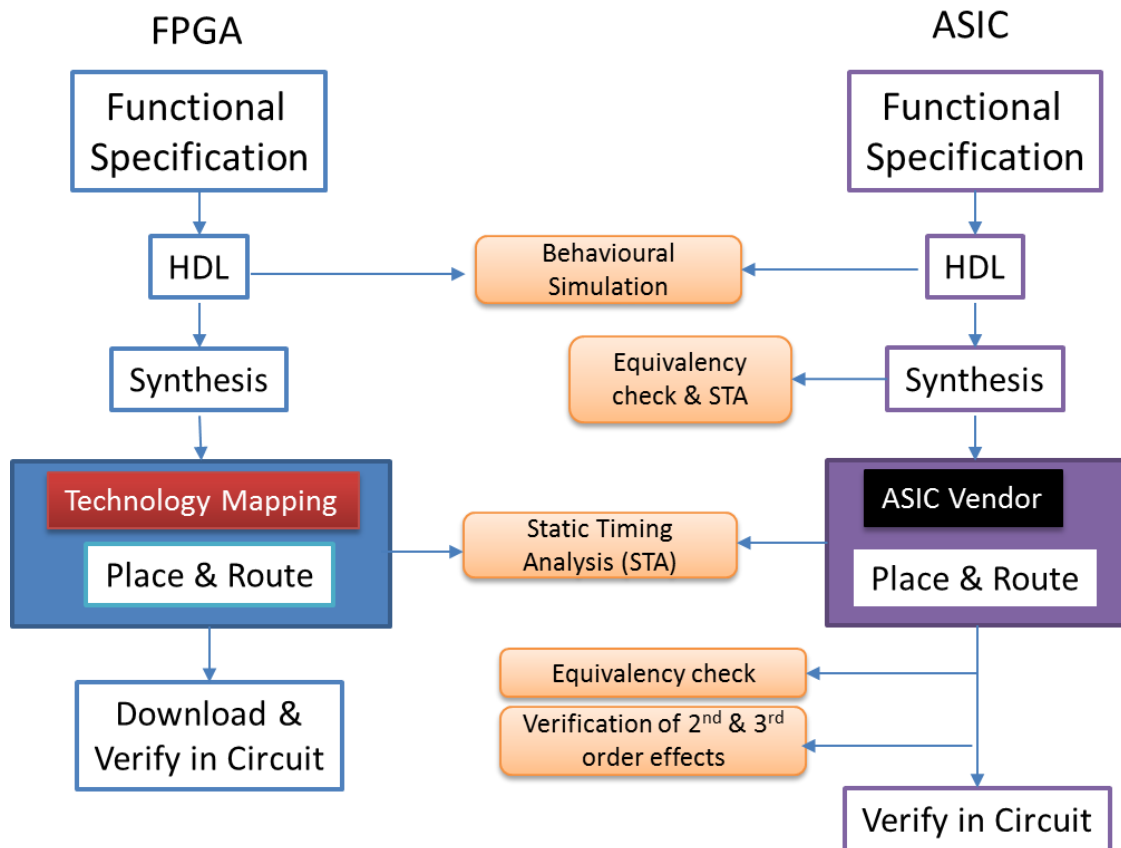 FPGA
ASIC
Functional
Specification
Functional
Specification
HDL
Behavioural
Simulation
HDL
Synthesis
Equivalency
check & STA
Synthesis
Technology Mapping
Place & Route
Static Timing
Analysis (STA)
ASIC Vendor
Place & Route
Equivalency check
Verification of 2nd & 3rd
order effects
Download &
Verify in Circuit
Verify in Circuit